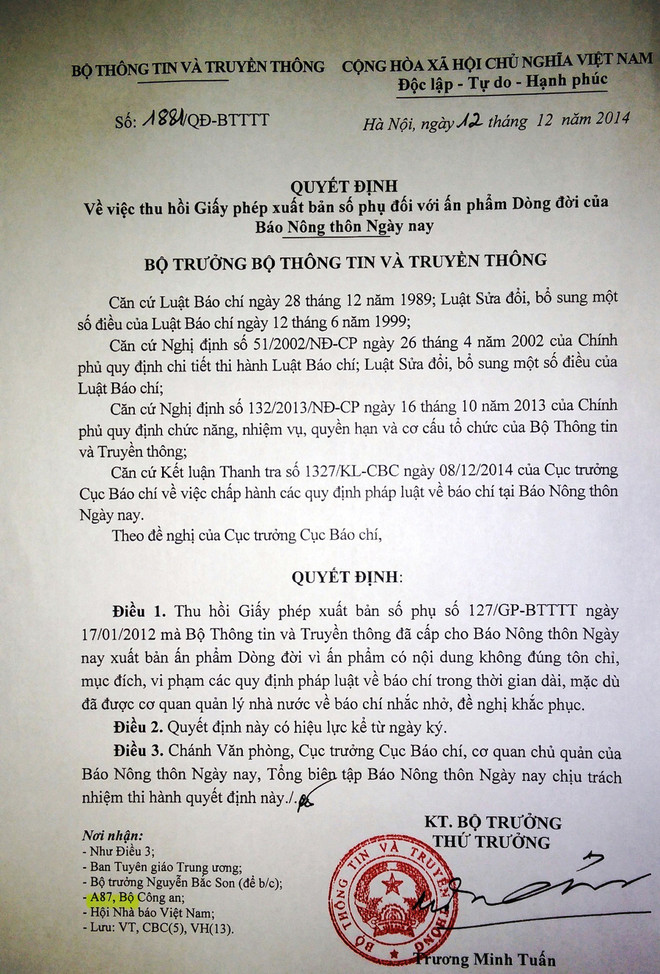 BỘ THÔNG TIN VÀ TRUYỀN THÔNG
CỘNG HÒA XÃ HỘI CHỦ NGHĨA VIỆT NAM
Độc lập - Tự do - Hạnh phúc
Số: 1881/QĐ-BTTTT
Hà Nội, ngày 12 tháng 12 năm 2014
QUYẾT ĐỊNH
Về việc thu hồi Giấy phép xuất bản số phụ đối với ấn phẩm Dòng đời của
Báo Nông thôn Ngày nay
BỘ TRƯỞNG BỘ THÔNG TIN VÀ TRUYỀN THÔNG
Căn cứ Luật Báo chí ngày 28 tháng 12 năm 1989; Luật Sửa đổi, bổ sung một
số điều của Luật Báo chí ngày 12 tháng 6 năm 1999;
Căn cứ Nghị định số 51/2002/NĐ-CP ngày 26 tháng 4 năm 2002 của Chính
phủ quy định chi tiết thi hành Luật Báo chí; Luật Sửa đổi, bổ sung một số điều của
Luật Báo chí;
Căn cứ Nghị định số 132/2013/NĐ-CP ngày 16 tháng 10 năm 2013 của Chính
phủ quy định chức năng, nhiệm vụ, quyền hạn và cơ cấu tổ chức của Bộ Thông tin
và Truyền thông;
Căn cứ Kết luận Thanh tra số 1327/KL-CBC ngày 08/12/2014 của Cục trưởng
Cục Báo chí về việc chấp hành các quy định pháp luật về báo chí tại Báo Nông thôn
Ngày nay.
Theo đề nghị của Cục trưởng Cục Báo chí,
QUYẾT ĐỊNH:
Điều 1. Thu hồi Giấy phép xuất bản số phụ số 127/GP-BTTTT ngày
17/01/2012 mà Bộ Thông tin và Truyền thông đã cấp cho Báo Nông thôn Ngày
nay xuất bản ấn phẩm Dòng đời vì ấn phẩm có nội dung không đúng tôn chỉ,
mục đích, vi phạm các quy định pháp luật về báo chí trong thời gian dài, mặc dù
đã được cơ quan quản lý nhà nước về báo chí nhắc nhở, đề nghị khắc phục.
Điều 2. Quyết định này có hiệu lực kể từ ngày ký.
Điều 3. Chánh Văn phòng, Cục trưởng Cục Báo chí, cơ quan chủ quản của
Báo Nông thôn Ngày nay, Tổng biên tập Báo Nông thôn Ngày nay chịu trách
nhiệm thi hành quyết định này./.
Nơi nhận:
- Như Điều 3;
- Ban Tuyên giáo Trung ương;
- Bộ trưởng Nguyễn Bắc Son (để b/c);
- A87, Bộ Công an;
- Hội Nhà báo Việt Nam;
- Lưu: VT, CBC(5), VH(13).
KT. BỘ TRƯỞNG
THỨ TRƯỞNG
BỘ THÔNG TIN VÀ TRUYỀN THÔNG
Trương Minh Tuấn